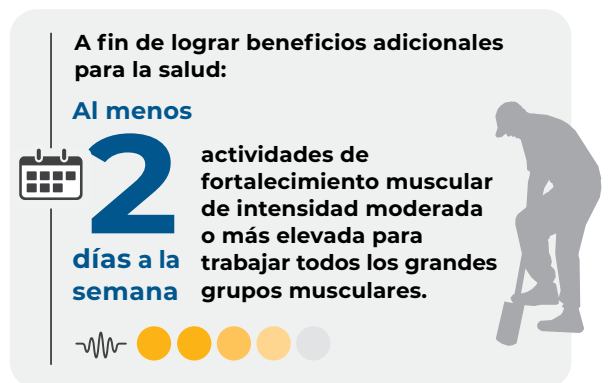 A fin de lograr beneficios adicionales
para la salud:
Al menos
2
días a la
semana
actividades de
fortalecimiento muscular
de intensidad moderada
o más elevada para
trabajar todos los grandes
grupos musculares.